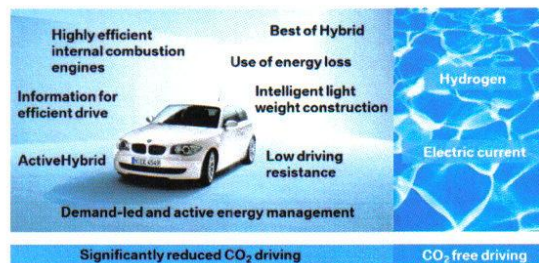 Best of Hybrid
Highly efficient
internal combustion
engines
Use of energy loss
Hydrogen
Information for
efficient drive
Intelligent light
weight construction
ActiveHybrid
Low driving
resistance
Electric current
Demand-led and active energy management
Significantly reduced CO₂ driving
CO₂ free driving